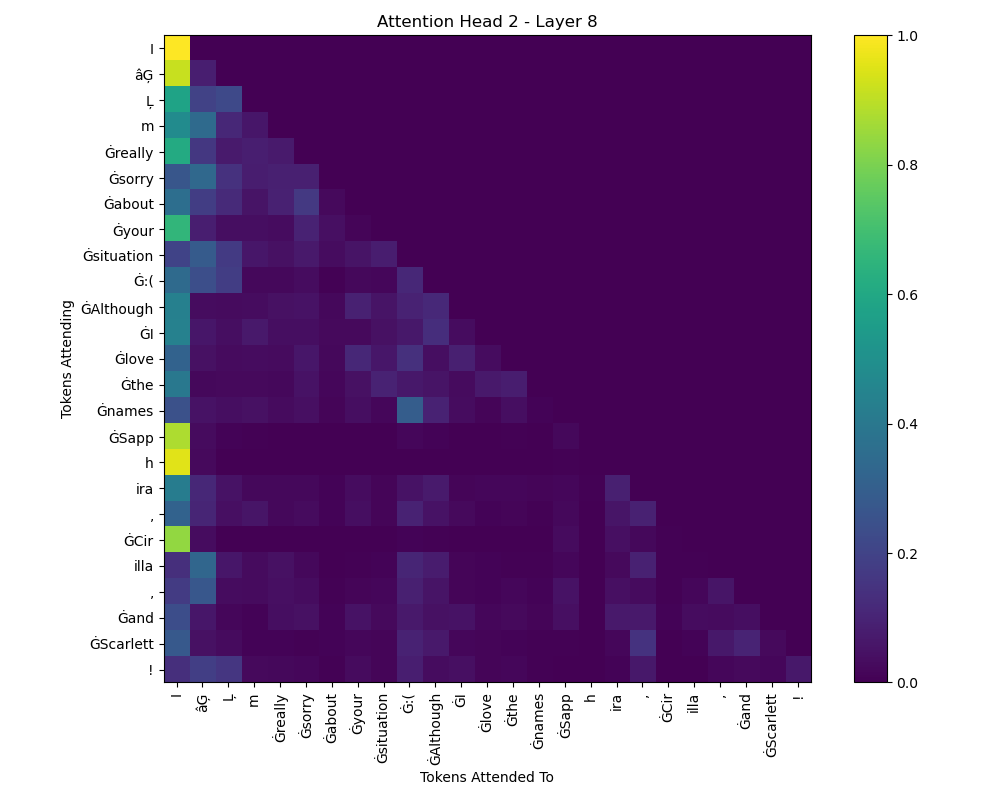 Attention Head 2 - Layer 8
Tokens Attending
I
âĢ
Ļ
m
Ġreally
Ġsorry
Ġabout
Ġyour
Ġsituation
Ġ:(
ĠAlthough
ĠI
Ġlove
Ġthe
Ġnames
ĠSapp
h
ira
,
ĠCir
illa
,
Ġand
ĠScarlett
!
I
âĢ
Ļ
m
Ġreally
Ġsorry
Ġabout
Ġyour
Ġsituation
Ġ:(
ĠAlthough
ĠI
Ġlove
Ġthe
Ġnames
ĠSapp
h
ira
,
ĠCir
illa
,
Ġand
ĠScarlett
!
Tokens Attended To
1.0
0.8
0.6
0.4
0.2
0.0